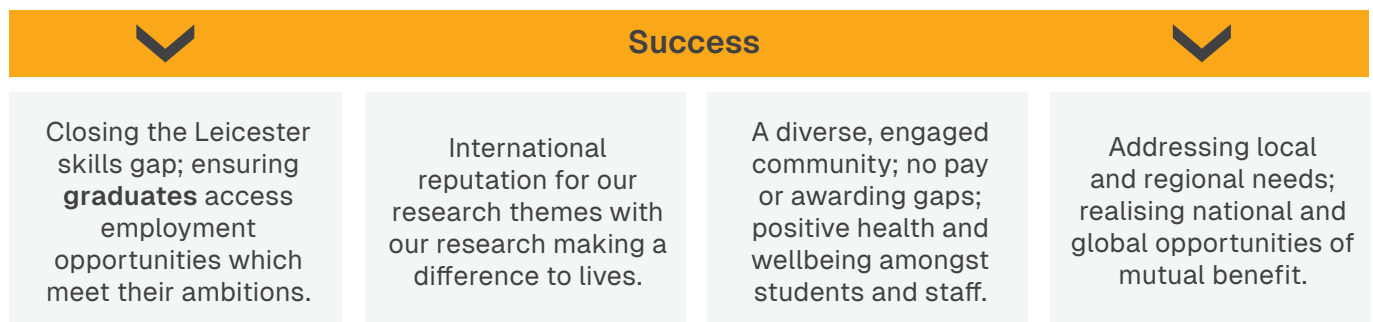 Success
Closing the Leicester
skills gap; ensuring
graduates access
employment
opportunities which
meet their ambitions.
International
reputation for our
research themes with
our research making a
difference to lives.
A diverse, engaged
community; no pay
or awarding gaps;
positive health and
wellbeing amongst
students and staff.
Addressing local
and regional needs;
realising national and
global opportunities of
mutual benefit.